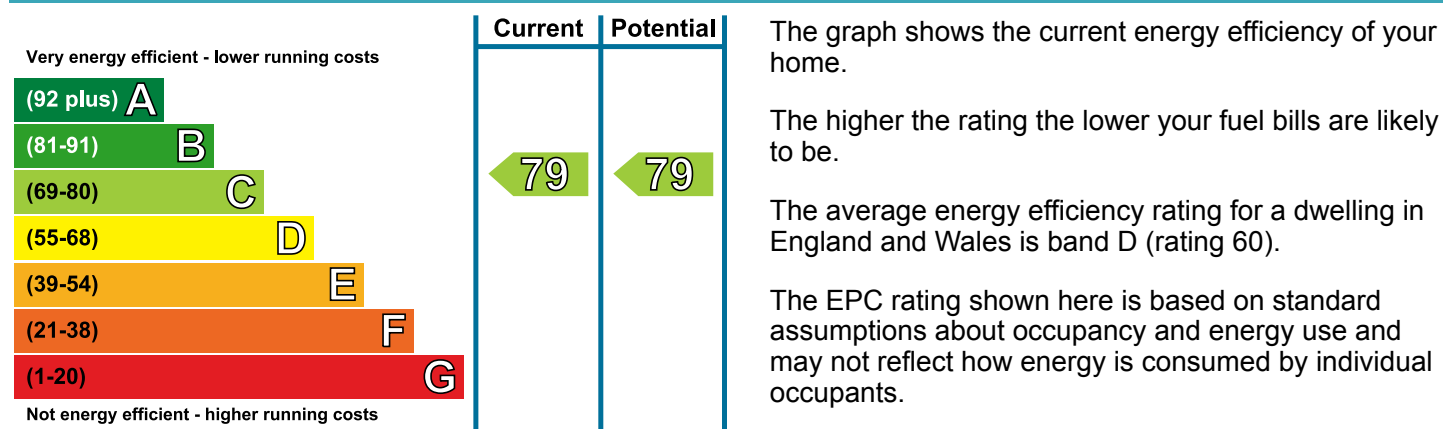 Current Potential
Very energy efficient - lower running costs
(92 plus) A
(81-91) B
(69-80) C
(55-68) D
(39-54) E
(21-38) F
(1-20) G
Not energy efficient - higher running costs
79 79
The graph shows the current energy efficiency of your
home.
The higher the rating the lower your fuel bills are likely
to be.
The average energy efficiency rating for a dwelling in
England and Wales is band D (rating 60).
The EPC rating shown here is based on standard
assumptions about occupancy and energy use and
may not reflect how energy is consumed by individual
occupants.